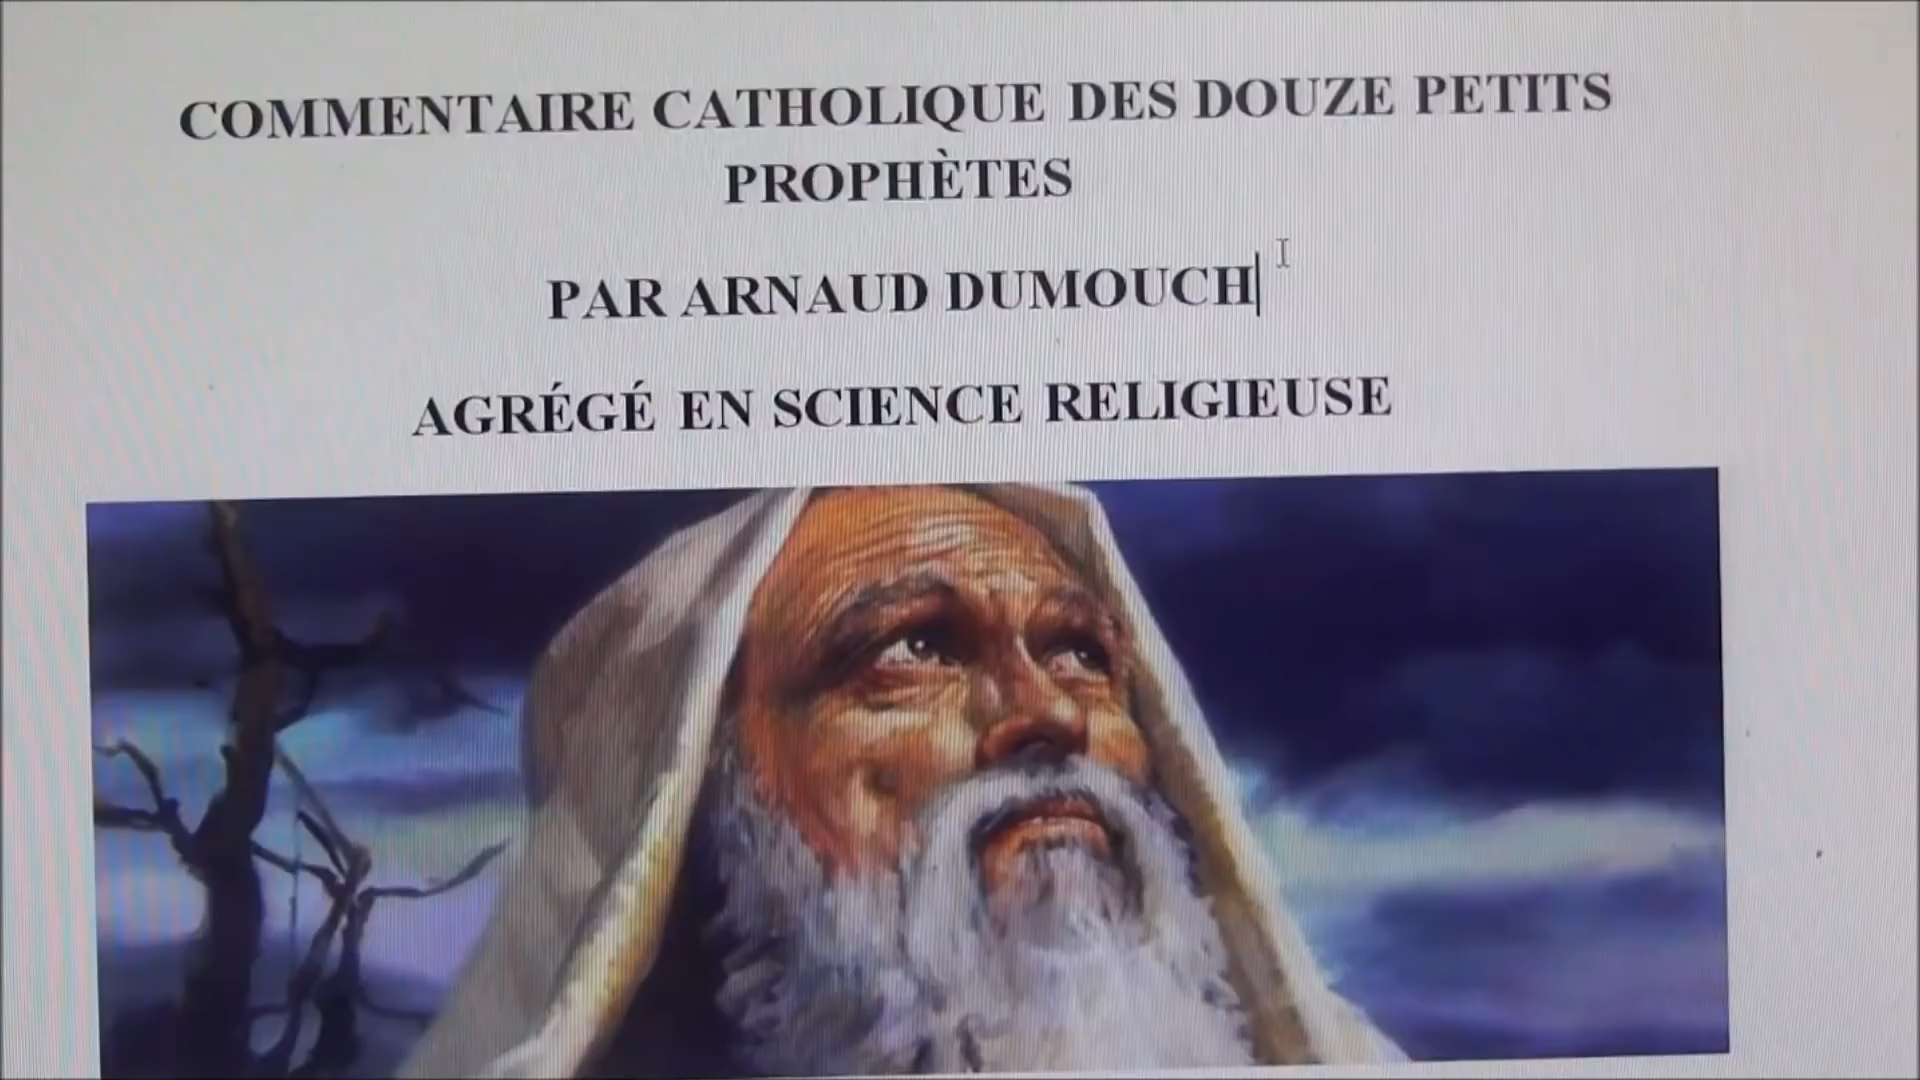 COMMENTAIRE CATHOLIQUE DES DOUZE PETITS
PROPHÈTES
PAR ARNAUD DUMOUCH
AGRÉGÉ EN SCIENCE RELIGIEUSE